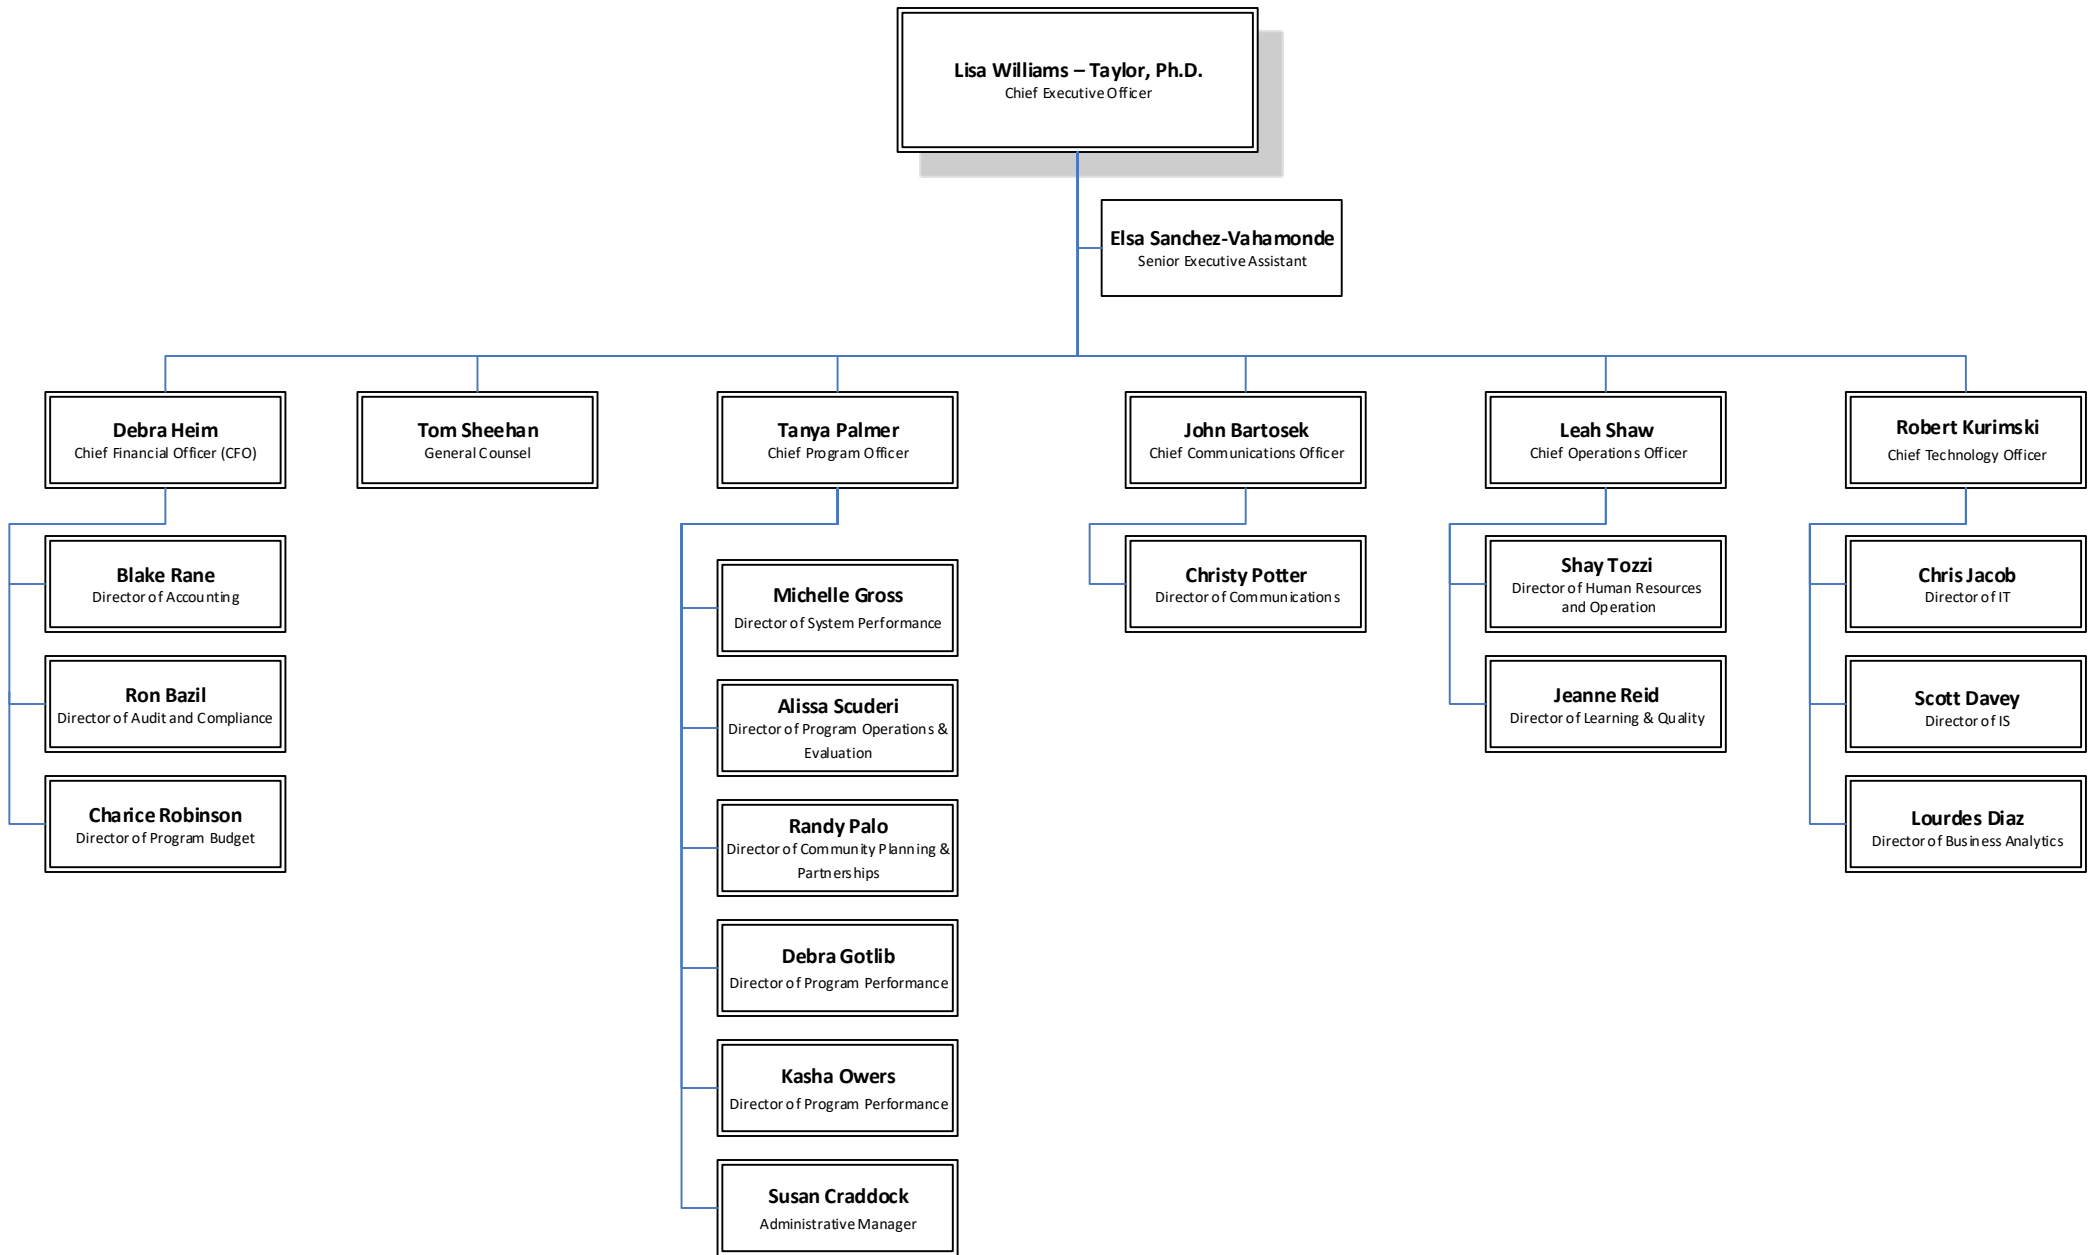 Lisa Williams – Taylor, Ph.D.
Chief Executive Officer
Elsa Sanchez-Vahamonde
Senior Executive Assistant
Debra Heim
Chief Financial Officer (CFO)
Tom Sheehan
General Counsel
Tanya Palmer
Chief Program Officer
John Bartosek
Chief Communications Officer
Leah Shaw
Chief Operations Officer
Robert Kurimski
Chief Technology Officer
Blake Rane
Director of Accounting
Ron Bazil
Director of Audit and Compliance
Charice Robinson
Director of Program Budget
Michelle Gross
Director of System Performance
Alissa Scuderi
Director of Program Operations &
Evaluation
Randy Palo
Director of Community Planning &
Partnerships
Debra Gotlib
Director of Program Performance
Kasha Owers
Director of Program Performance
Susan Craddock
Administrative Manager
Christy Potter
Director of Communications
Shay Tozzi
Director of Human Resources
and Operation
Jeanne Reid
Director of Learning & Quality
Chris Jacob
Director of IT
Scott Davey
Director of IS
Lourdes Diaz
Director of Business Analytics